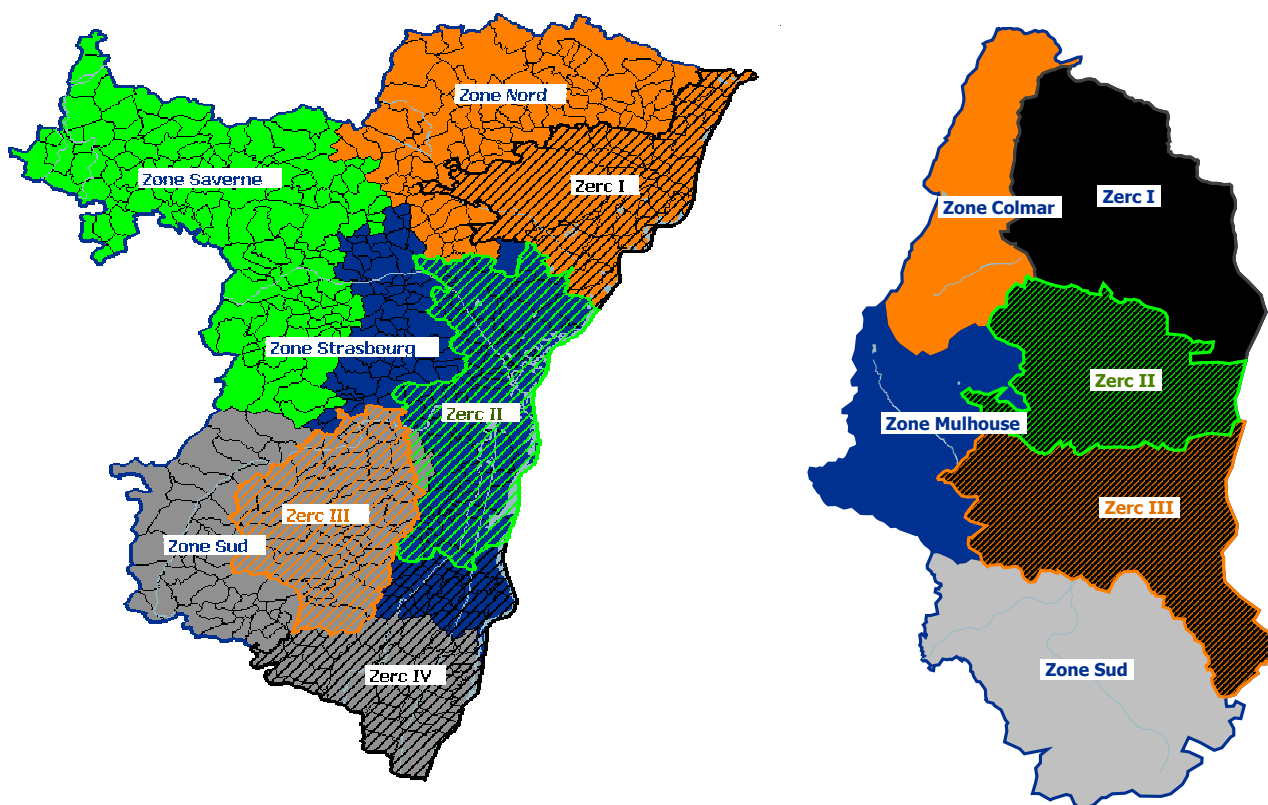 Zone Nord
Zone Saverne
Zerc I
Zone Strasbourg
Zerc II
Zerc III
Zone Sud
Zerc IV
Zerc I
Zone Colmar
Zerc II
Zone Mulhouse
Zerc III
Zone Sud